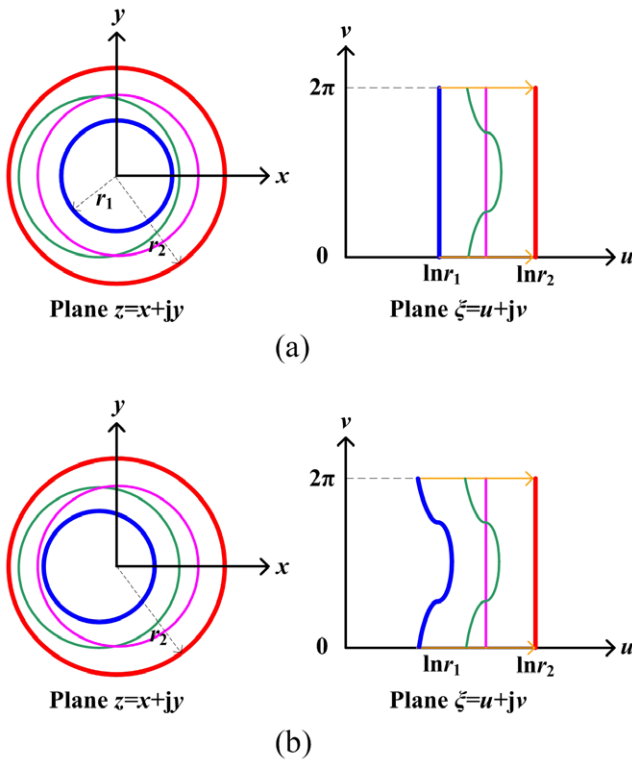 y
v
2π
x
r₁
r₂
0
u
lnr₁
lnr₂
Plane z=x+jy
Plane ξ=u+jv
(a)
y
v
2π
x
r₂
0
u
lnr₁
lnr₂
Plane z=x+jy
Plane ξ=u+jv
(b)